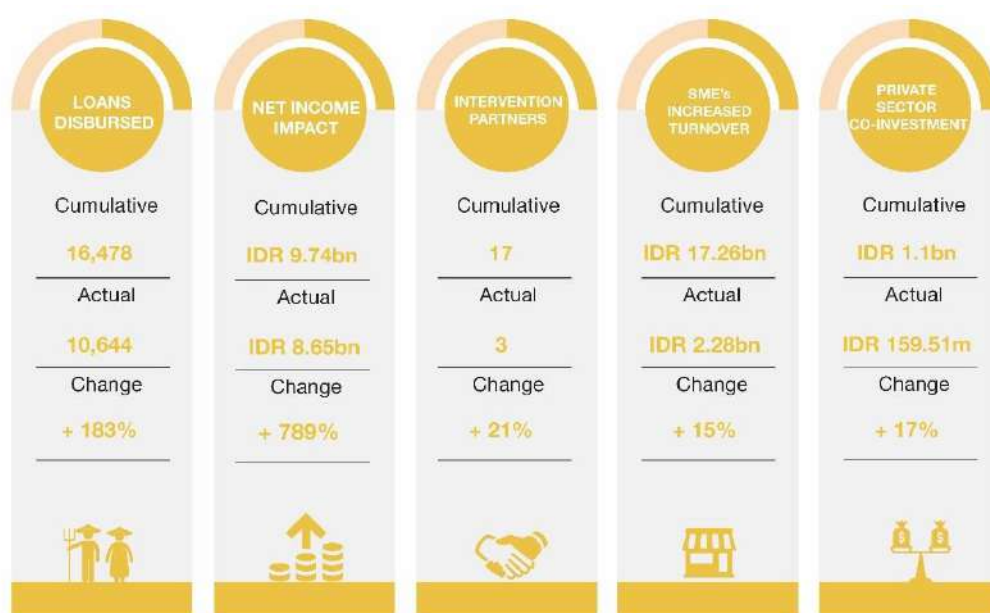 LOANS
DISBURSED
Cumulative
16,478
Actual
10,644
Change
+ 183%
NET INCOME
IMPACT
Cumulative
IDR 9.74bn
Actual
IDR 8.65bn
Change
+ 789%
INTERVENTION
PARTNERS
Cumulative
17
Actual
3
Change
+ 21%
SME's
INCREASED
TURNOVER
Cumulative
IDR 17.26bn
Actual
IDR 2.28bn
Change
+ 15%
PRIVATE
SECTOR
CO-INVESTMENT
Cumulative
IDR 1.1bn
Actual
IDR 159.51m
Change
+ 17%
$ $